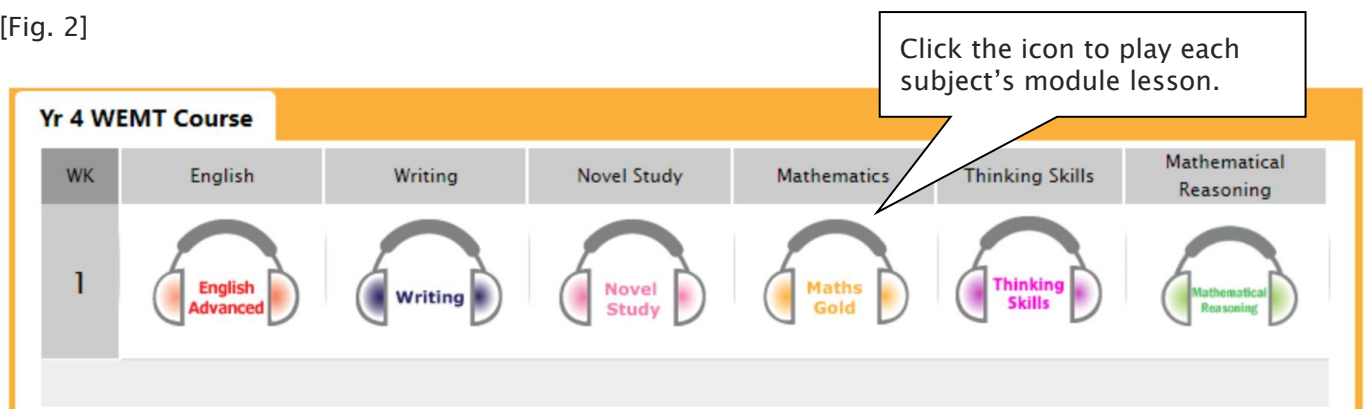 [Fig. 2]
Click the icon to play each
subject's module lesson.
Yr 4 WEMT Course
WK English Writing Novel Study Mathematics Thinking Skills Mathematical
Reasoning
1
English
Advanced
Writing
Novel
Study
Maths
Gold
Thinking
Skills
Mathematical
Reasoning